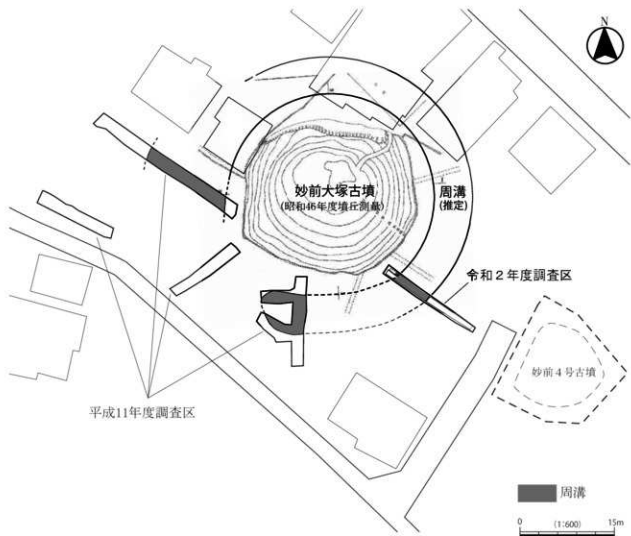 N
妙前大塚古墳
(昭和46年度墳丘測量)
周溝
(推定)
令和２年度調査区
妙前４号古墳
平成11年度調査区
周溝
0
(1:600)
15m